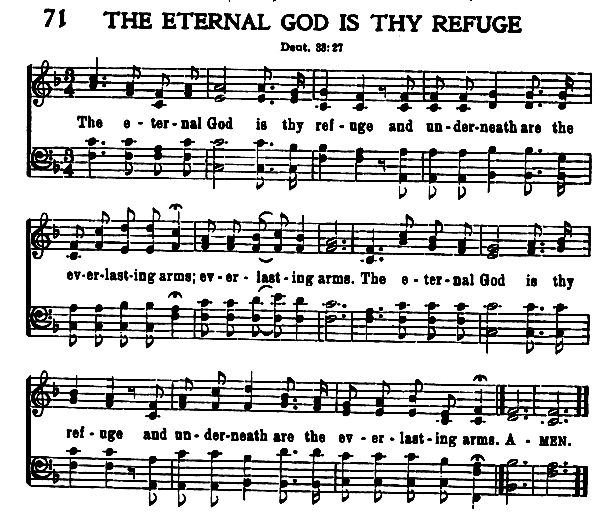 71 THE ETERNAL GOD IS THY REFUGE
Deut. 33:27
The e - ter - nal God is thy ref - uge and un - der - neath are the
ev - er - last - ing arms; ev - er - last - ing arms. The e - ter - nal God is thy
ref - uge and un - der - neath are the ev - er - last - ing arms. A - MEN.